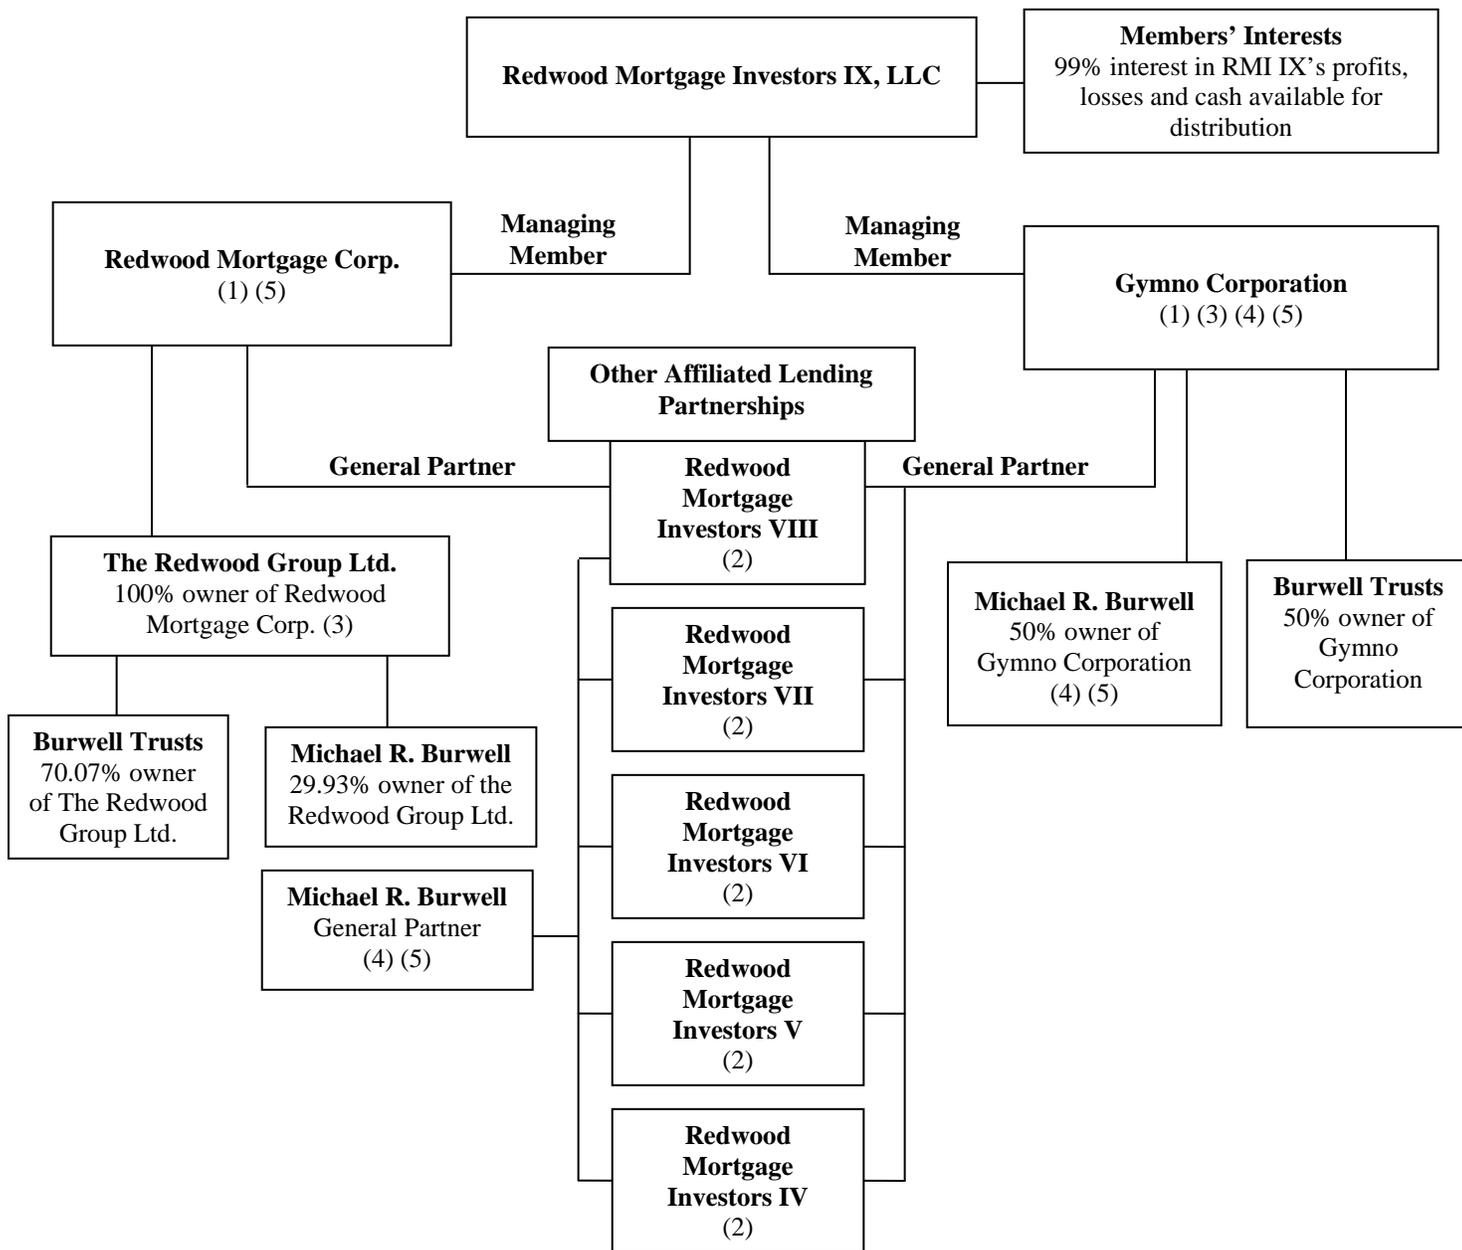 Redwood Mortgage Investors IX, LLC
Members’ Interests
99% interest in RMI IX’s profits,
losses and cash available for
distribution
Managing
Member
Managing
Member
Redwood Mortgage Corp.
(1) (5)
Gymno Corporation
(1) (3) (4) (5)
Other Affiliated Lending
Partnerships
General Partner
Redwood
Mortgage
Investors VIII
(2)
General Partner
The Redwood Group Ltd.
100% owner of Redwood
Mortgage Corp. (3)
Michael R. Burwell
50% owner of
Gymno Corporation
(4) (5)
Burwell Trusts
50% owner of
Gymno
Corporation
Redwood
Mortgage
Investors VII
(2)
Burwell Trusts
70.07% owner
of The Redwood
Group Ltd.
Michael R. Burwell
29.93% owner of the
Redwood Group Ltd.
Redwood
Mortgage
Investors VI
(2)
Michael R. Burwell
General Partner
(4) (5)
Redwood
Mortgage
Investors V
(2)
Redwood
Mortgage
Investors IV
(2)